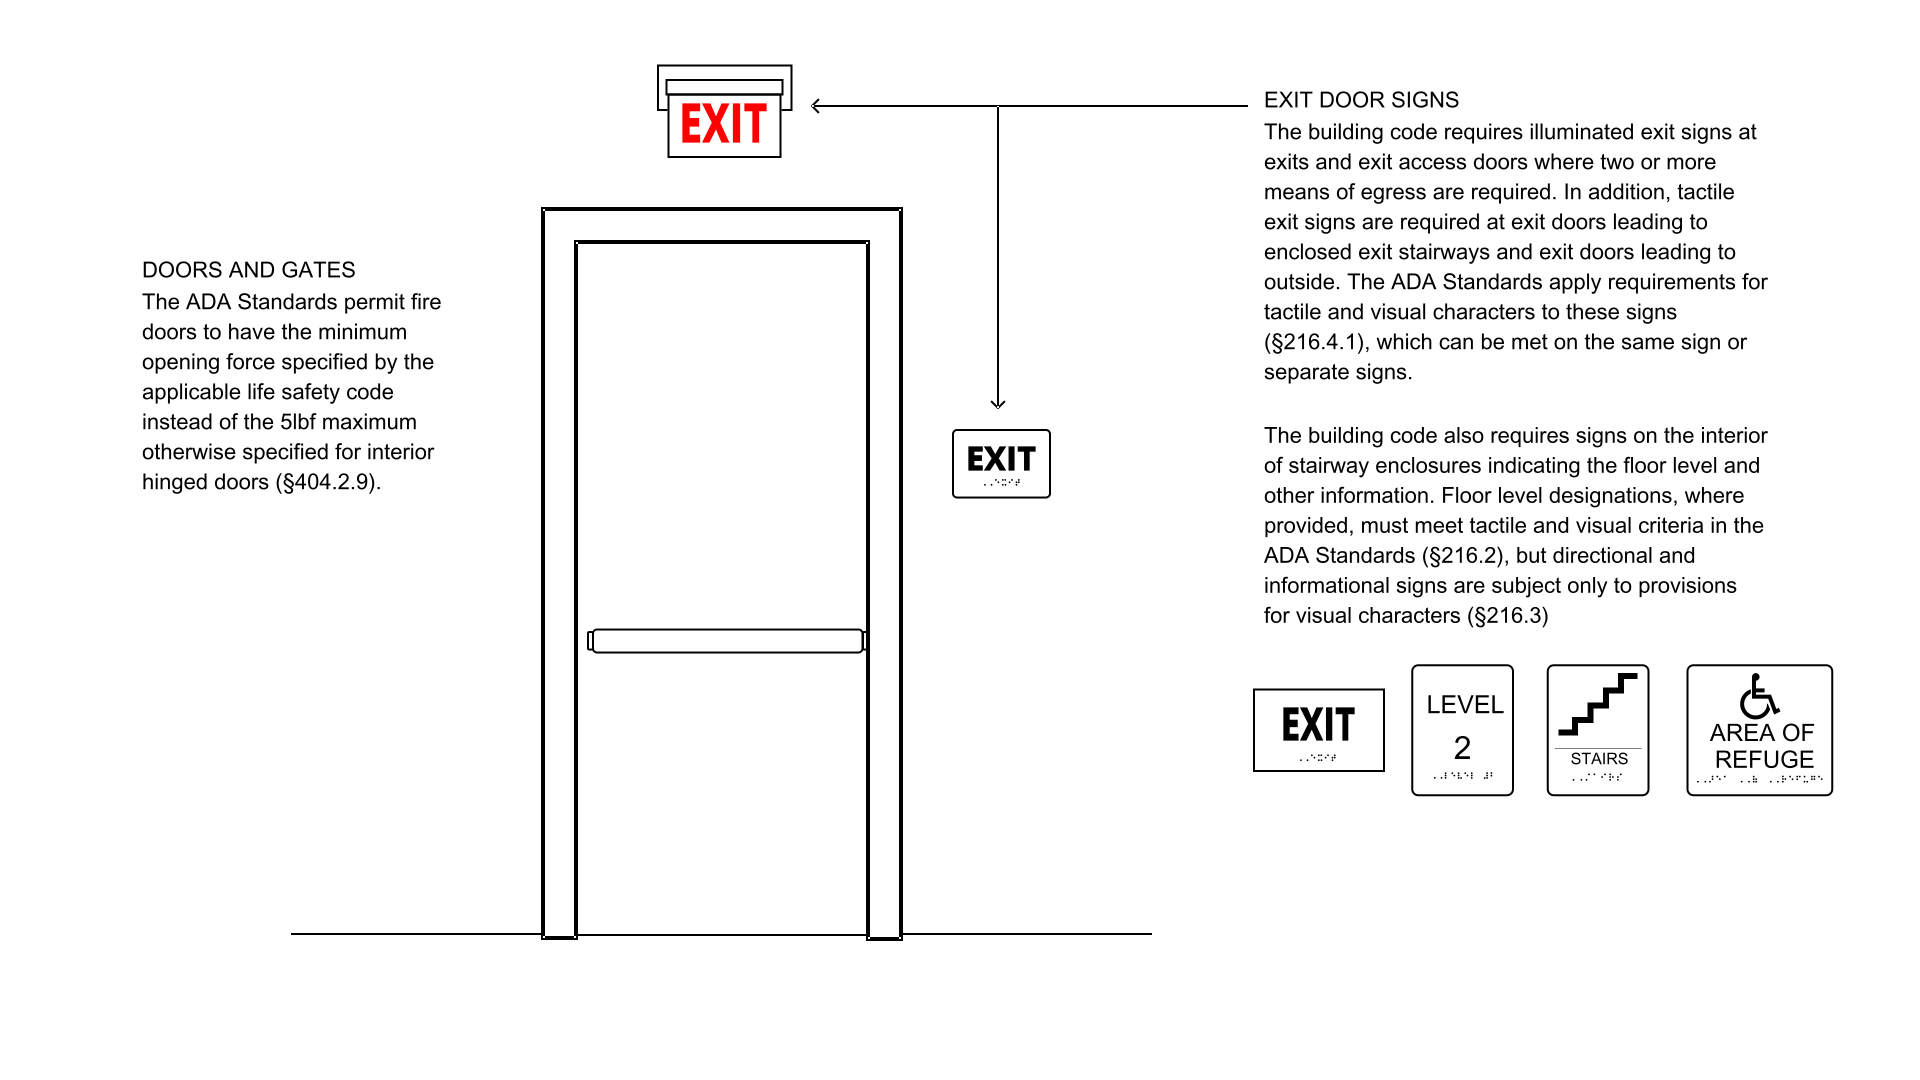 EXIT
DOORS AND GATES
The ADA Standards permit fire
doors to have the minimum
opening force specified by the
applicable life safety code
instead of the 5lbf maximum
otherwise specified for interior
hinged doors (§404.2.9).
EXIT
EXIT DOOR SIGNS
The building code requires illuminated exit signs at
exits and exit access doors where two or more
means of egress are required. In addition, tactile
exit signs are required at exit doors leading to
enclosed exit stairways and exit doors leading to
outside. The ADA Standards apply requirements for
tactile and visual characters to these signs
(§216.4.1), which can be met on the same sign or
separate signs.
The building code also requires signs on the interior
of stairway enclosures indicating the floor level and
other information. Floor level designations, where
provided, must meet tactile and visual criteria in the
ADA Standards (§216.2), but directional and
informational signs are subject only to provisions
for visual characters (§216.3)
EXIT
LEVEL
2
STAIRS
AREA OF
REFUGE